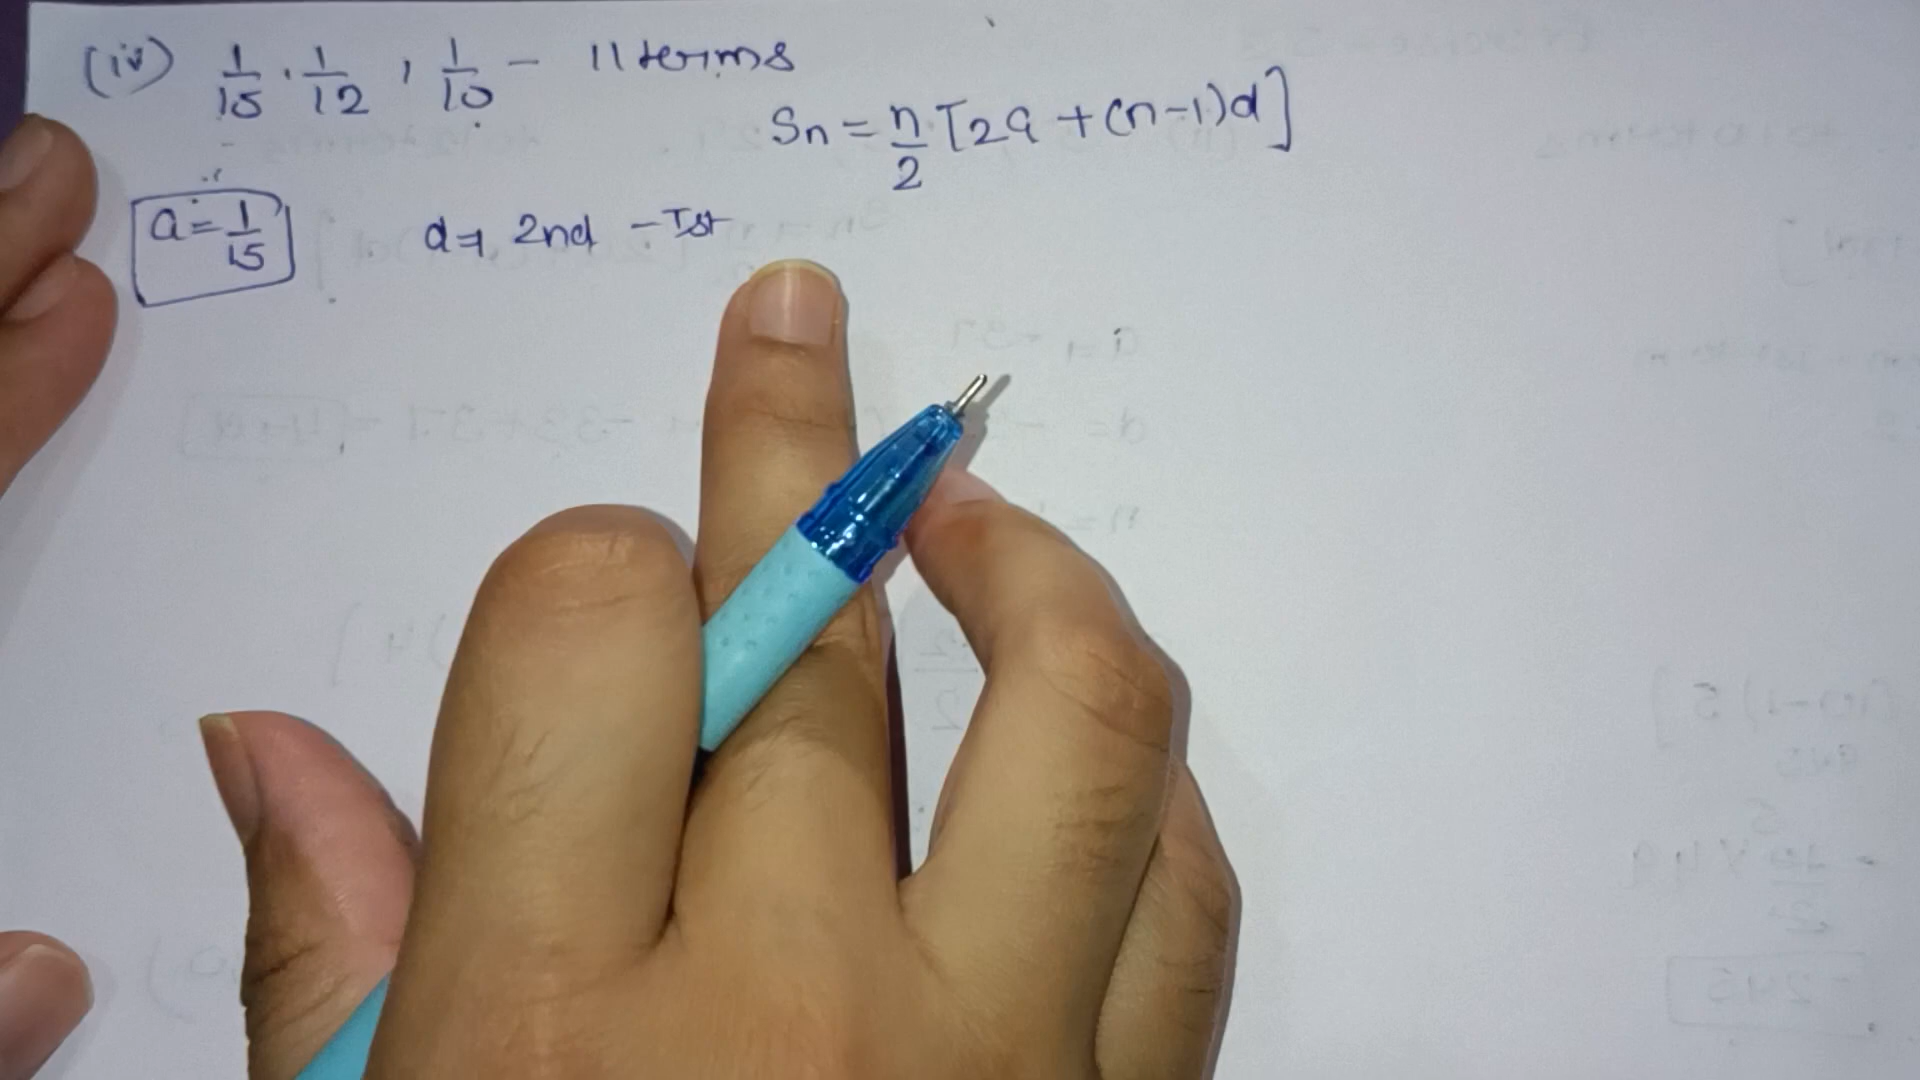 (iv) 1/15, 1/12, 1/10 - 11 terms
Sn = n/2 [2a + (n-1)d]
a = 1/15 d = 2nd - Ist